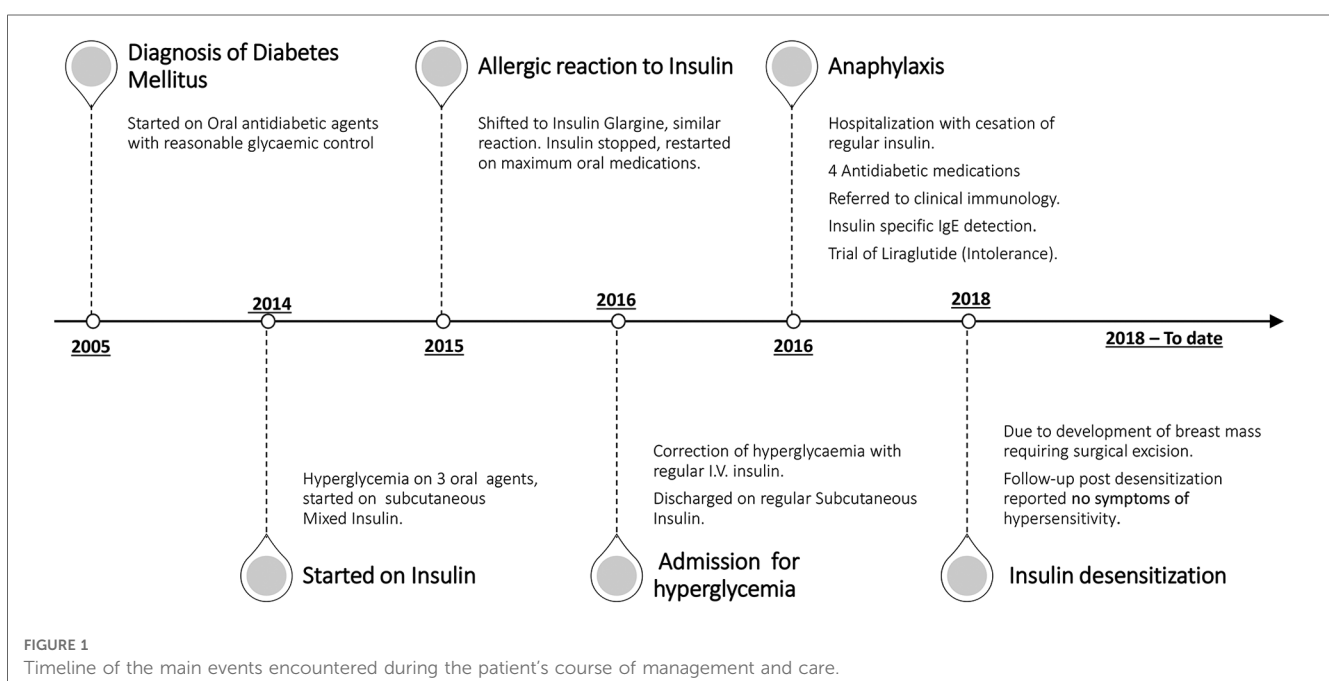 Diagnosis of Diabetes
Mellitus
Started on Oral antidiabetic agents
with reasonable glycaemic control
Allergic reaction to Insulin
Shifted to Insulin Glargine, similar
reaction. Insulin stopped, restarted
on maximum oral medications.
Anaphylaxis
Hospitalization with cesation of
regular insulin.
4 Antidiabetic medications
Referred to clinical immunology.
Insulin specific IgE detection.
Trial of Liraglutide (Intolerance).
2005
2014
2015
2016
2016
2018
2018 – To date
Hyperglycemia on 3 oral agents,
started on subcutaneous
Mixed Insulin.
Started on Insulin
Correction of hyperglycaemia with
regular I.V. insulin.
Discharged on regular Subcutaneous
Insulin.
Admission for
hyperglycemia
Due to development of breast mass
requiring surgical excision.
Follow-up post desensitization
reported no symptoms of
hypersensitivity.
Insulin desensitization
FIGURE 1
Timeline of the main events encountered during the patient's course of management and care.